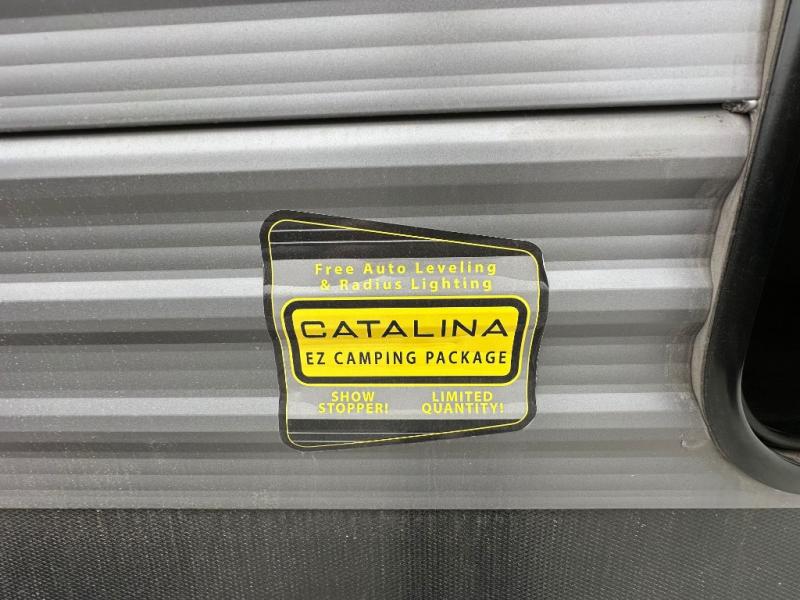 Free Auto Leveling
& Radius Lighting
CATALINA
EZ CAMPING PACKAGE
SHOW STOPPER!
LIMITED QUANTITY!